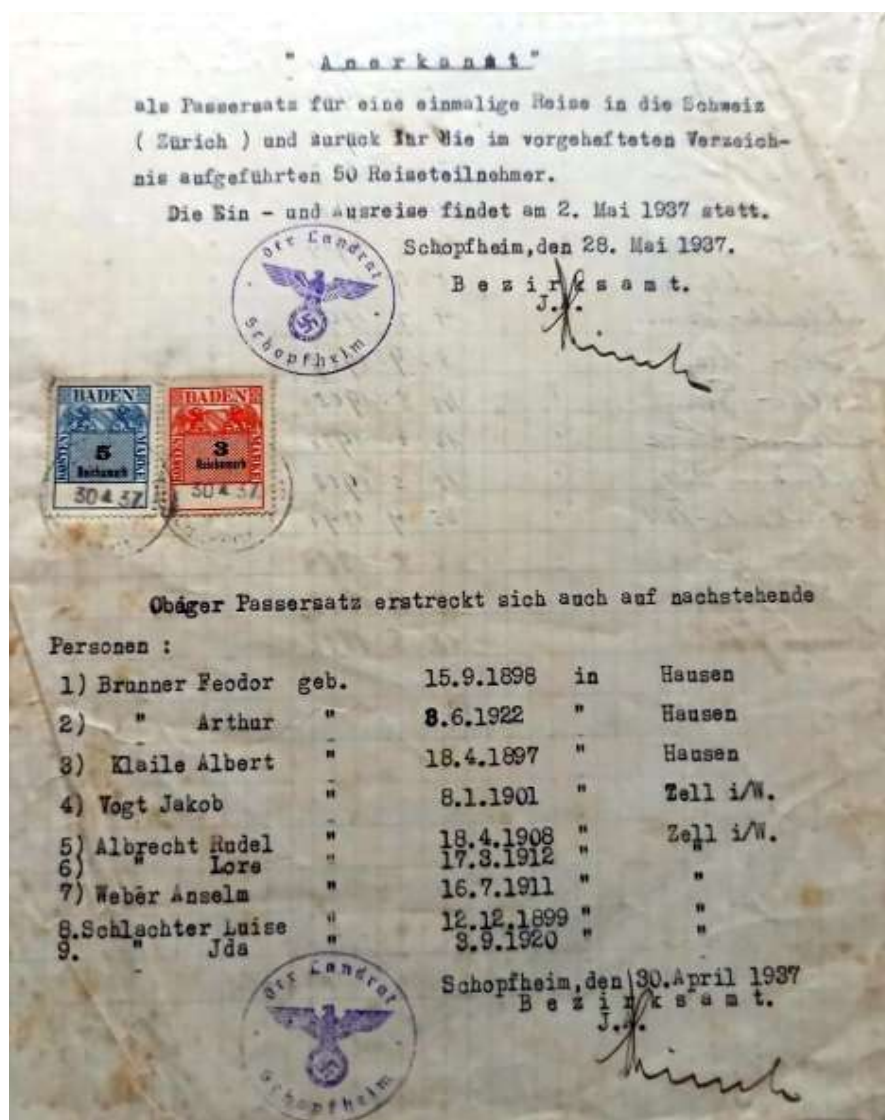 " Anerkannt "
als Passersatz für eine einmalige Reise in die Schweiz
( Zürich ) und zurück für die im vorgehefteten Verzeich-
nis aufgeführten 50 Reiseteilnehmer.
Die Ein - und Ausreise findet am 2. Mai 1937 statt.
Schopfheim,den 28. Mai 1937.
Bezirksamt.
J.
Der Landrat
Schopfheim
BADEN
KOSTEN
MARKE
5
Reichsmark
30 4 37
BADEN
KOSTEN
MARKE
3
Reichsmark
30 4 37
Obiger Passersatz erstreckt sich auch auf nachstehende
Personen :
1) Brunner Feodor geb. 15.9.1898 in Hausen
2) " Arthur " 3.6.1922 " Hausen
3) Klaile Albert " 18.4.1897 " Hausen
4) Vogt Jakob " 8.1.1901 " Zell i/W.
5) Albrecht Rudel " 18.4.1908 " Zell i/W.
6) " Lore " 17.3.1912 " "
7) Weber Anselm " 16.7.1911 " "
8.Schlachter Luise " 12.12.1899 " "
9. " Jda " 3.9.1920 " "
Schopfheim,den 30.April 1937
Bezirksamt.
J.
Der Landrat
Schopfheim